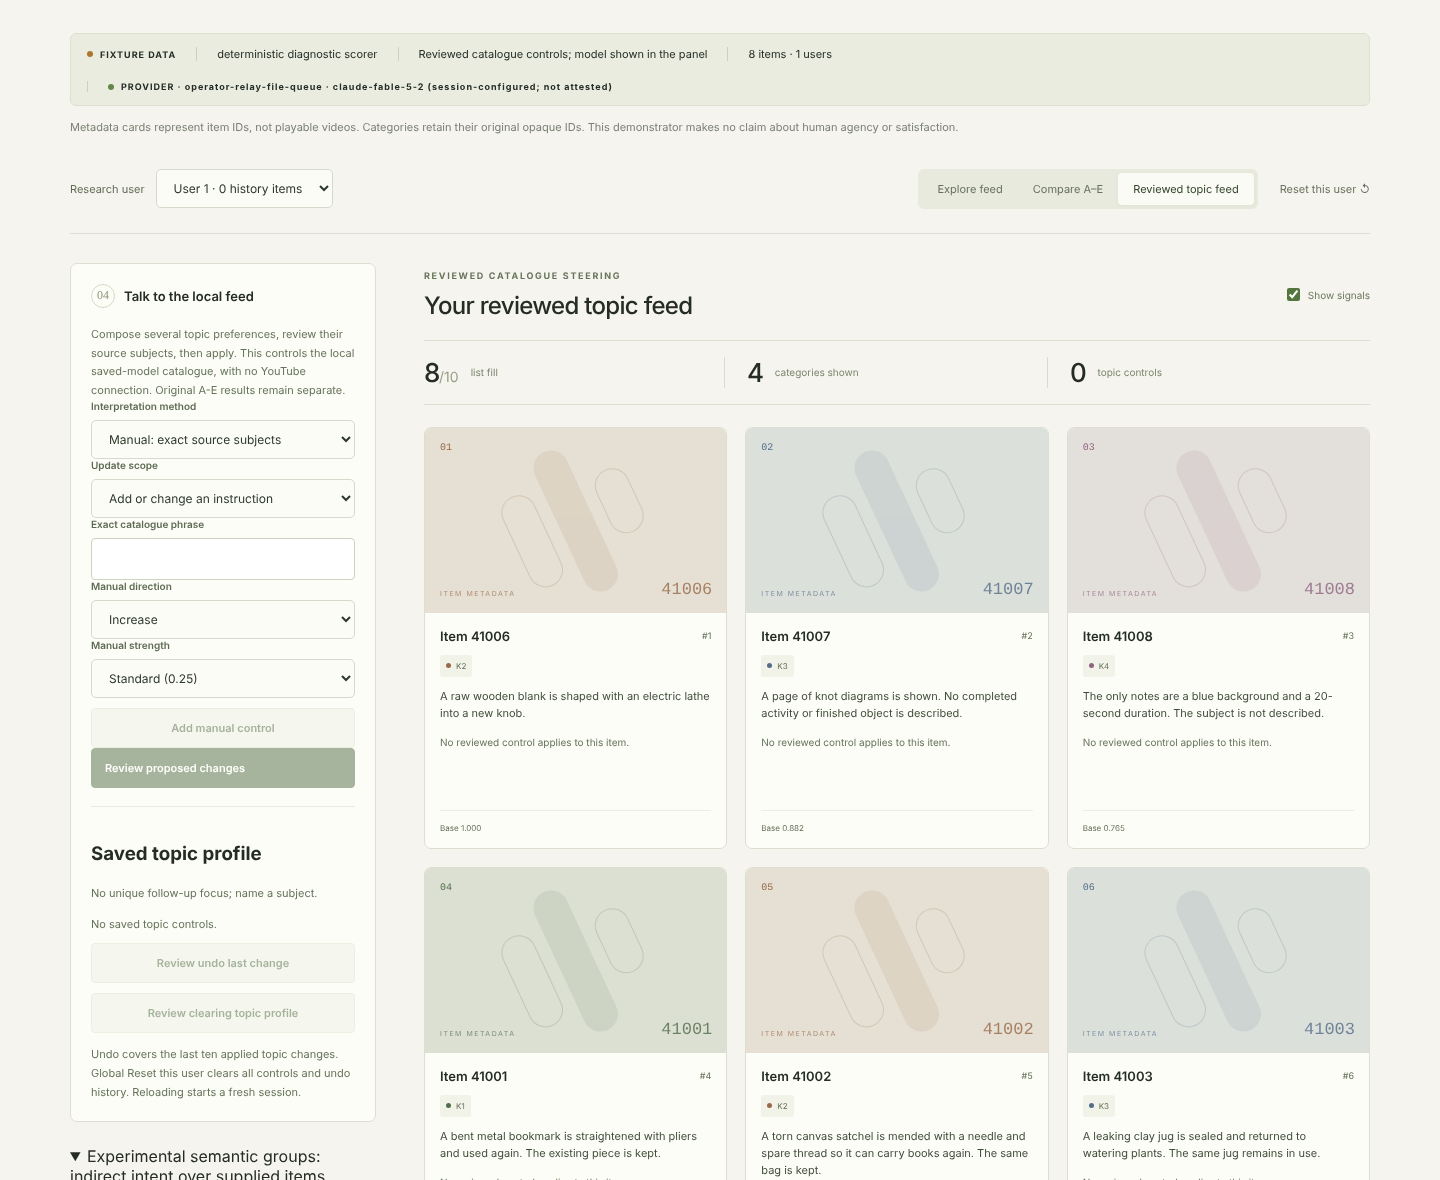 FIXTURE DATA
deterministic diagnostic scorer
Reviewed catalogue controls; model shown in the panel
8 items · 1 users
PROVIDER · operator-relay-file-queue · claude-fable-5-2 (session-configured; not attested)
Metadata cards represent item IDs, not playable videos. Categories retain their original opaque IDs. This demonstrator makes no claim about human agency or satisfaction.
Research user
User 1 · 0 history items
Explore feed
Compare A–E
Reviewed topic feed
Reset this user ↺
04
Talk to the local feed
Compose several topic preferences, review their
source subjects, then apply. This controls the local
saved-model catalogue, with no YouTube
connection. Original A-E results remain separate.
Interpretation method
Manual: exact source subjects
Update scope
Add or change an instruction
Exact catalogue phrase
Manual direction
Increase
Manual strength
Standard (0.25)
Add manual control
Review proposed changes
Saved topic profile
No unique follow-up focus; name a subject.
No saved topic controls.
Review undo last change
Review clearing topic profile
Undo covers the last ten applied topic changes.
Global Reset this user clears all controls and undo
history. Reloading starts a fresh session.
▼ Experimental semantic groups:
indirect intent over supplied items
REVIEWED CATALOGUE STEERING
Your reviewed topic feed
Show signals
8/10 list fill
4 categories shown
0 topic controls
01
ITEM METADATA
41006
Item 41006
#1
K2
A raw wooden blank is shaped with an electric lathe
into a new knob.
No reviewed control applies to this item.
Base 1.000
02
ITEM METADATA
41007
Item 41007
#2
K3
A page of knot diagrams is shown. No completed
activity or finished object is described.
No reviewed control applies to this item.
Base 0.882
03
ITEM METADATA
41008
Item 41008
#3
K4
The only notes are a blue background and a 20-
second duration. The subject is not described.
No reviewed control applies to this item.
Base 0.765
04
ITEM METADATA
41001
Item 41001
#4
K1
A bent metal bookmark is straightened with pliers
and used again. The existing piece is kept.
05
ITEM METADATA
41002
Item 41002
#5
K2
A torn canvas satchel is mended with a needle and
spare thread so it can carry books again. The same
bag is kept.
06
ITEM METADATA
41003
Item 41003
#6
K3
A leaking clay jug is sealed and returned to
watering plants. The same jug remains in use.